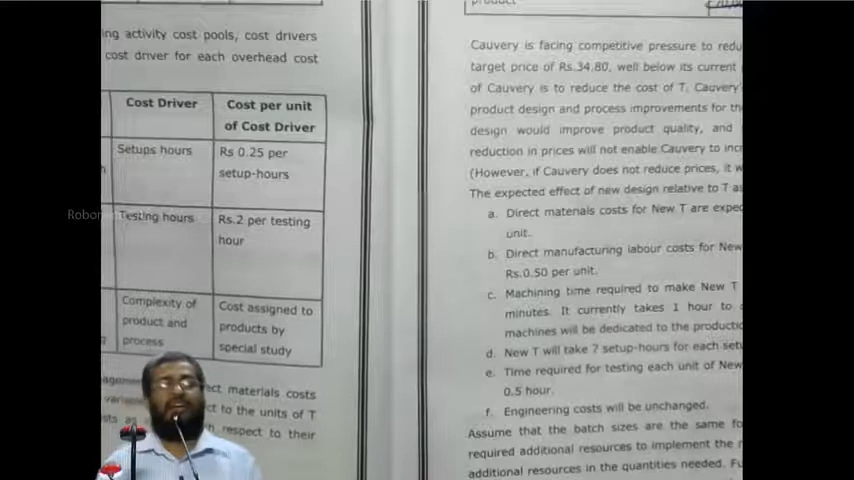 ng activity cost pools, cost drivers
cost driver for each overhead cost
Cost Driver
Cost per unit
of Cost Driver
Setups hours
Rs 0.25 per
setup-hours
Testing hours
Rs.2 per testing
hour
Complexity of
product and
process
Cost assigned to
products by
special study
ect materials costs
variab
ct to the units of T
sts as
respect to their
product
Cauvery is facing competitive pressure to redu
target price of Rs.34.80, well below its current
of Cauvery is to reduce the cost of T. Cauvery'
product design and process improvements for th
design would improve product quality, and
reduction in prices will not enable Cauvery to incr
(However, if Cauvery does not reduce prices, it w
The expected effect of new design relative to T a
a. Direct materials costs for New T are expec
unit.
b. Direct manufacturing labour costs for New
Rs.0.50 per unit.
c. Machining time required to make New T
minutes. It currently takes 1 hour to
machines will be dedicated to the productio
d. New T will take 7 setup-hours for each set
e. Time required for testing each unit of New
0.5 hour.
f. Engineering costs will be unchanged.
Assume that the batch sizes are the same fo
required additional resources to implement the
additional resources in the quantities needed. Fu